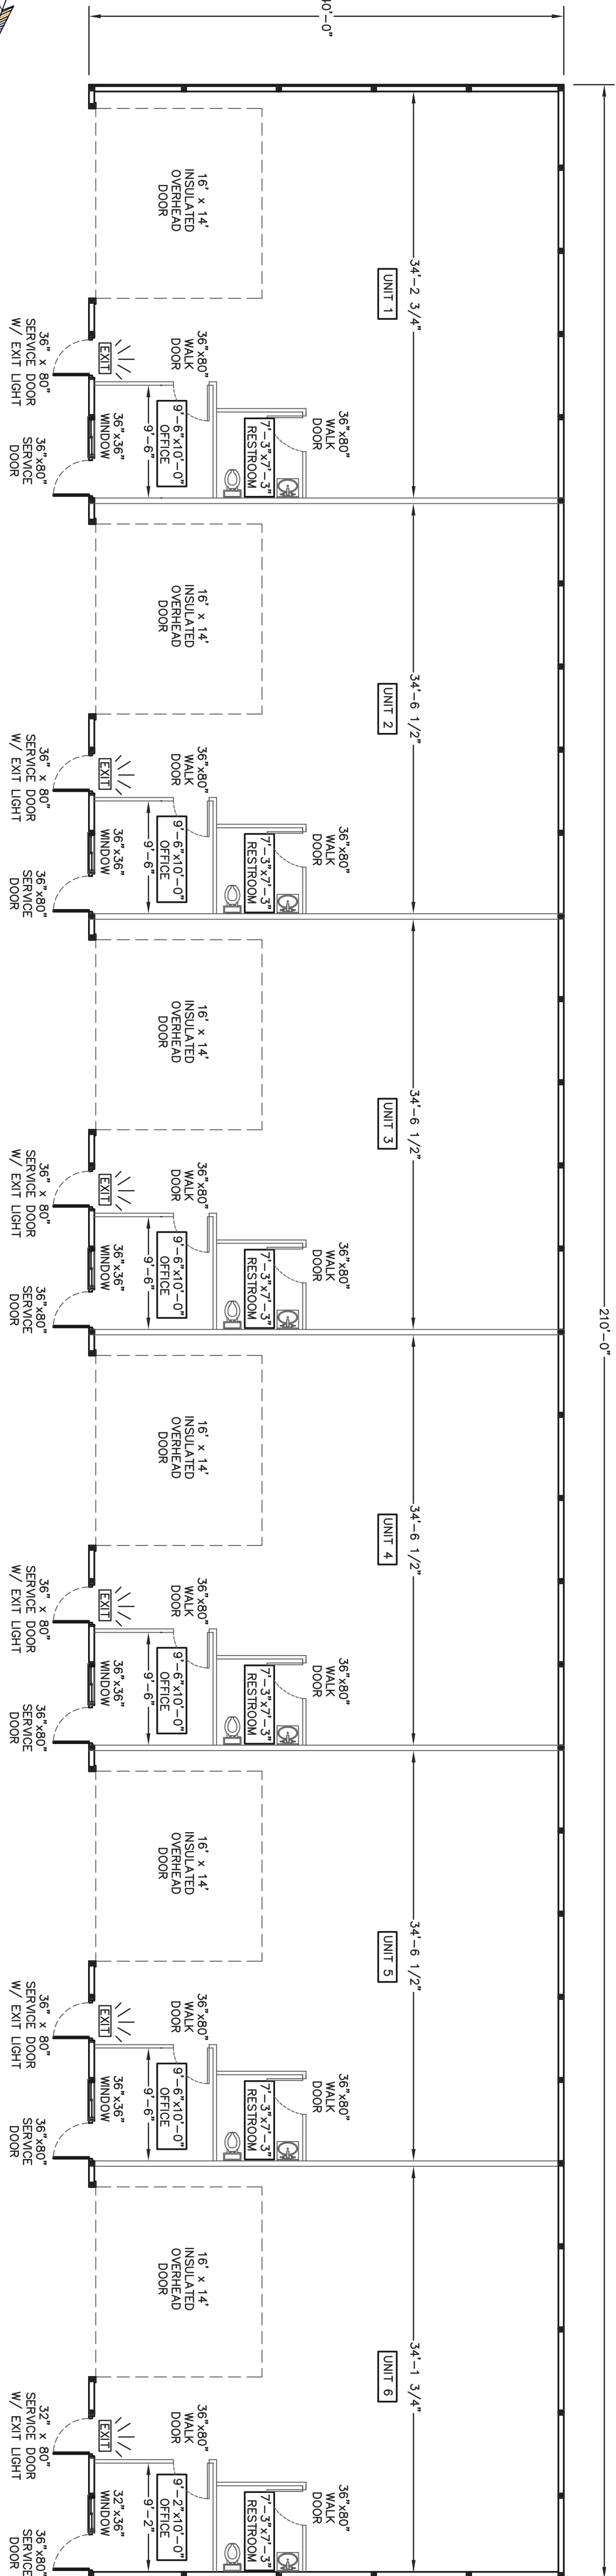 210'-0"
34'-2 3/4"
UNIT 1
16' x 14'
INSULATED
OVERHEAD
DOOR
36"x80"
WALK
DOOR
36"x80"
WALK
DOOR
7'-3"x7'-3"
RESTROOM
9'-6"x10'-0"
OFFICE
9'-6"
EXIT
36"x36"
WINDOW
36" x 80"
SERVICE DOOR
W/ EXIT LIGHT
36"x80"
SERVICE
DOOR
34'-6 1/2"
UNIT 2
16' x 14'
INSULATED
OVERHEAD
DOOR
36"x80"
WALK
DOOR
36"x80"
WALK
DOOR
7'-3"x7'-3"
RESTROOM
9'-6"x10'-0"
OFFICE
9'-6"
EXIT
36"x36"
WINDOW
36" x 80"
SERVICE DOOR
W/ EXIT LIGHT
36"x80"
SERVICE
DOOR
34'-6 1/2"
UNIT 3
16' x 14'
INSULATED
OVERHEAD
DOOR
36"x80"
WALK
DOOR
36"x80"
WALK
DOOR
7'-3"x7'-3"
RESTROOM
9'-6"x10'-0"
OFFICE
9'-6"
EXIT
36"x36"
WINDOW
36" x 80"
SERVICE DOOR
W/ EXIT LIGHT
36"x80"
SERVICE
DOOR
34'-6 1/2"
UNIT 4
16' x 14'
INSULATED
OVERHEAD
DOOR
36"x80"
WALK
DOOR
36"x80"
WALK
DOOR
7'-3"x7'-3"
RESTROOM
9'-6"x10'-0"
OFFICE
9'-6"
EXIT
36"x36"
WINDOW
36" x 80"
SERVICE DOOR
W/ EXIT LIGHT
36"x80"
SERVICE
DOOR
34'-6 1/2"
UNIT 5
16' x 14'
INSULATED
OVERHEAD
DOOR
36"x80"
WALK
DOOR
36"x80"
WALK
DOOR
7'-3"x7'-3"
RESTROOM
9'-6"x10'-0"
OFFICE
9'-6"
EXIT
36"x36"
WINDOW
36" x 80"
SERVICE DOOR
W/ EXIT LIGHT
36"x80"
SERVICE
DOOR
34'-1 3/4"
UNIT 6
16' x 14'
INSULATED
OVERHEAD
DOOR
36"x80"
WALK
DOOR
36"x80"
WALK
DOOR
7'-3"x7'-3"
RESTROOM
9'-2"x10'-0"
OFFICE
9'-2"
EXIT
32"x36"
WINDOW
32" x 80"
SERVICE DOOR
W/ EXIT LIGHT
36"x80"
SERVICE
DOOR